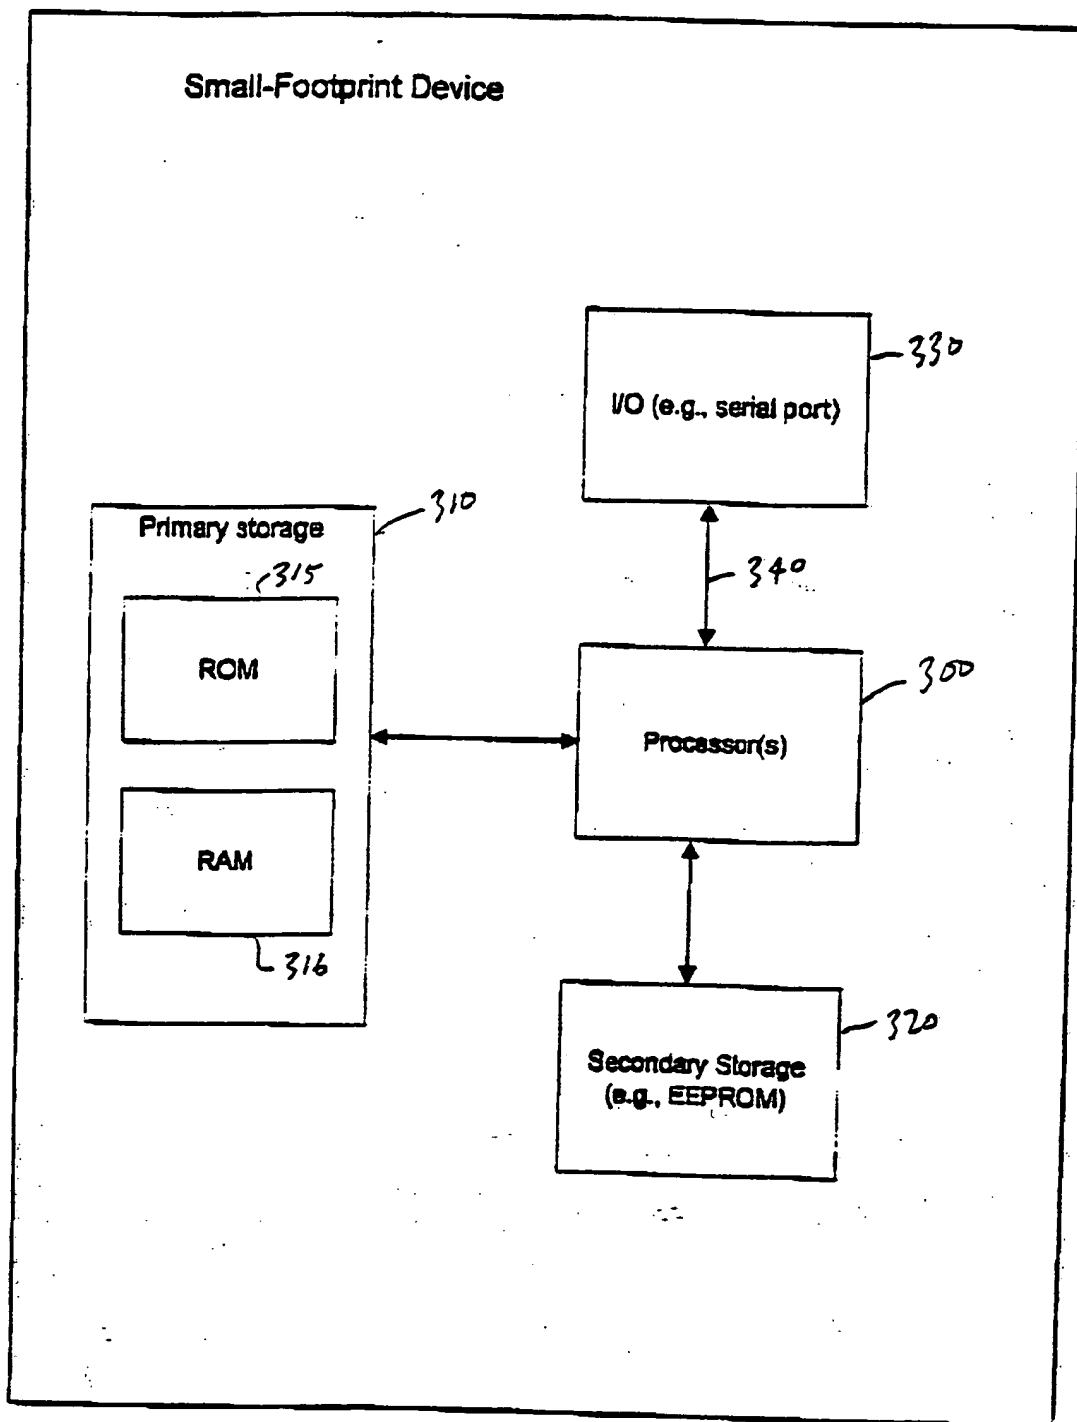 Small-Footprint Device
330
I/O (e.g., serial port)
310
Primary storage
340
315
ROM
300
Processor(s)
RAM
316
320
Secondary Storage
(e.g., EEPROM)